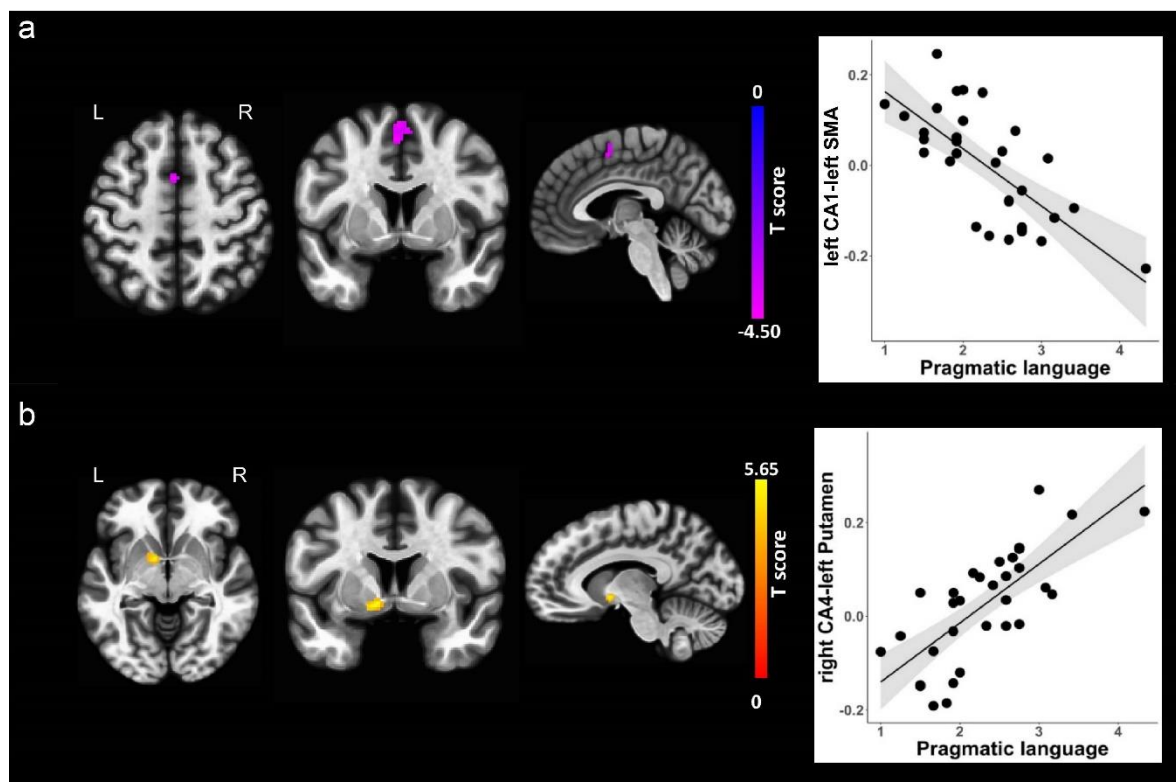 a
L
R
0
T score
-4.50
left CA1-left SMA
0.2
0.0
-0.2
1 2 3 4
Pragmatic language
b
L
R
5.65
T score
0
right CA4-left Putamen
0.2
0.0
-0.2
1 2 3 4
Pragmatic language